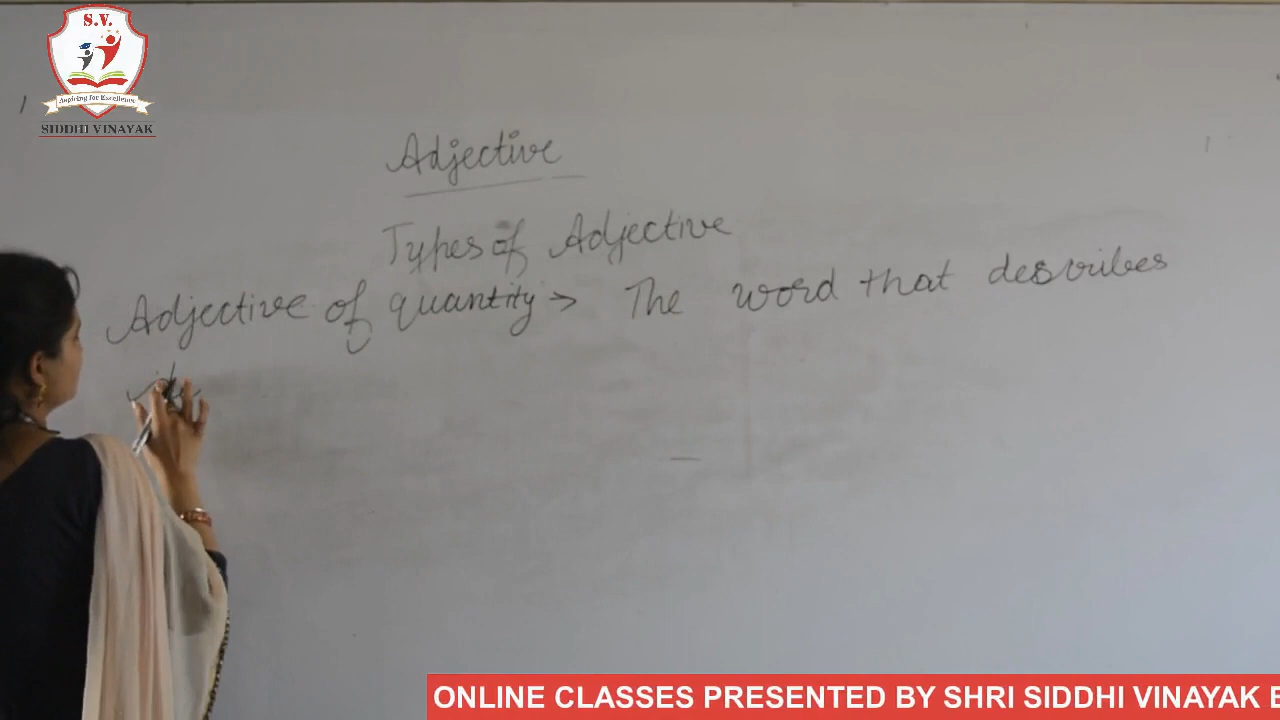 S.V.
Aspiring for Excellence
SIDDHI VINAYAK
Adjective
Types of Adjective
Adjective of quantity → The word that describes
ONLINE CLASSES PRESENTED BY SHRI SIDDHI VINAYAK E